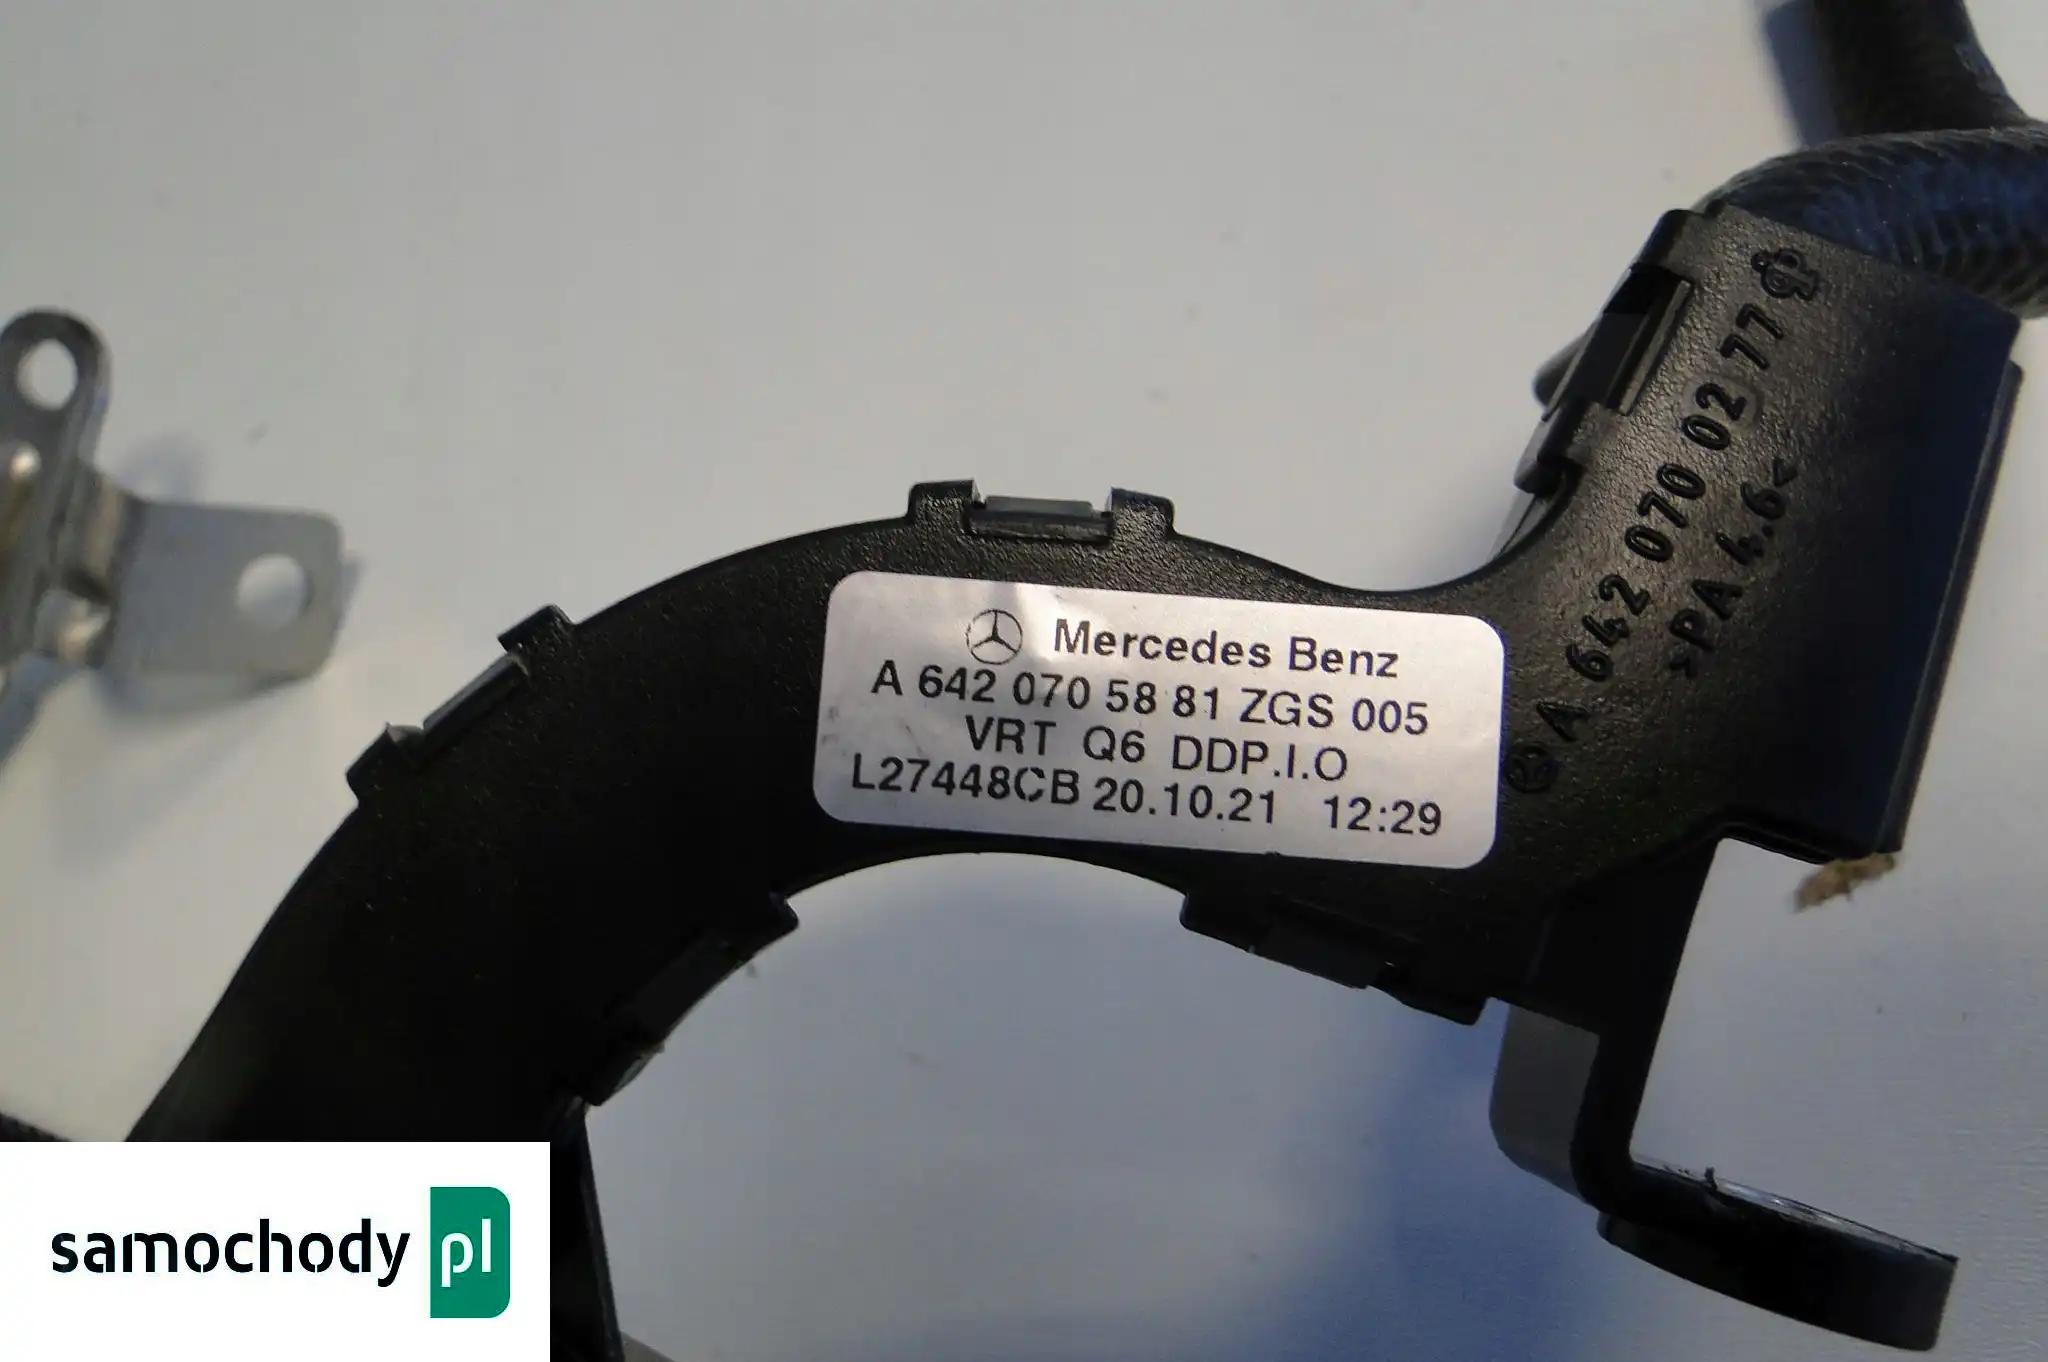 Mercedes Benz
A 642 070 58 81 ZGS 005
VRT Q6 DDP.I.O
L27448CB 20.10.21 12:29
A 642 070 02 77
>PA 4.6<
samochody pl